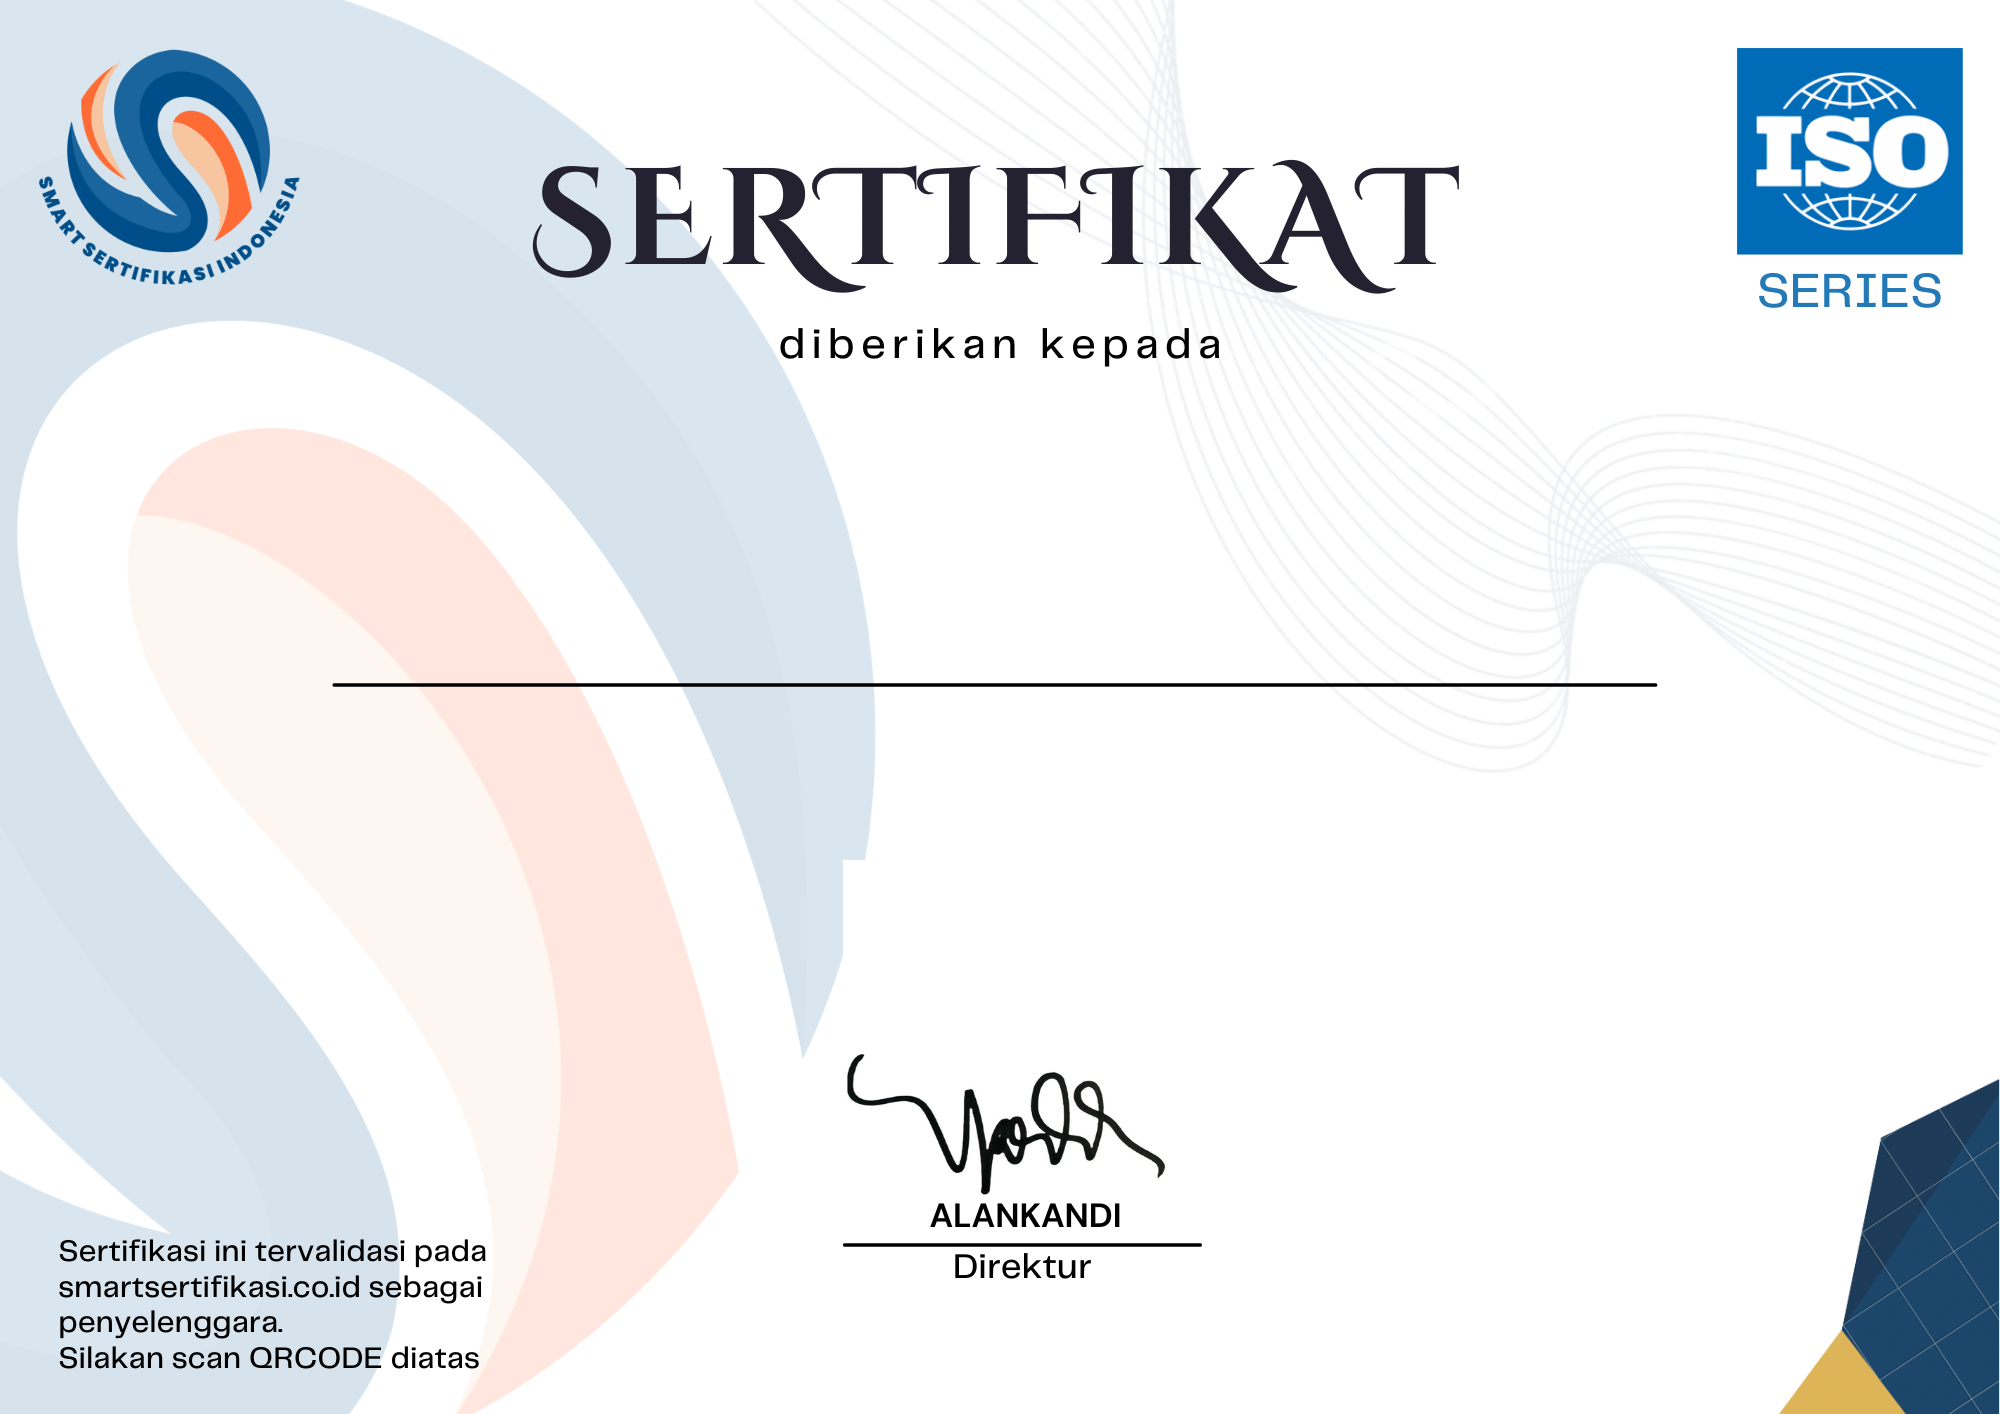 SMART SERTIFIKASI INDONESIA
ISO
SERIES
SERTIFIKAT
diberikan kepada
ALANKANDI
Direktur
Sertifikasi ini tervalidasi pada
smartsertifikasi.co.id sebagai
penyelenggara.
Silakan scan QRCODE diatas